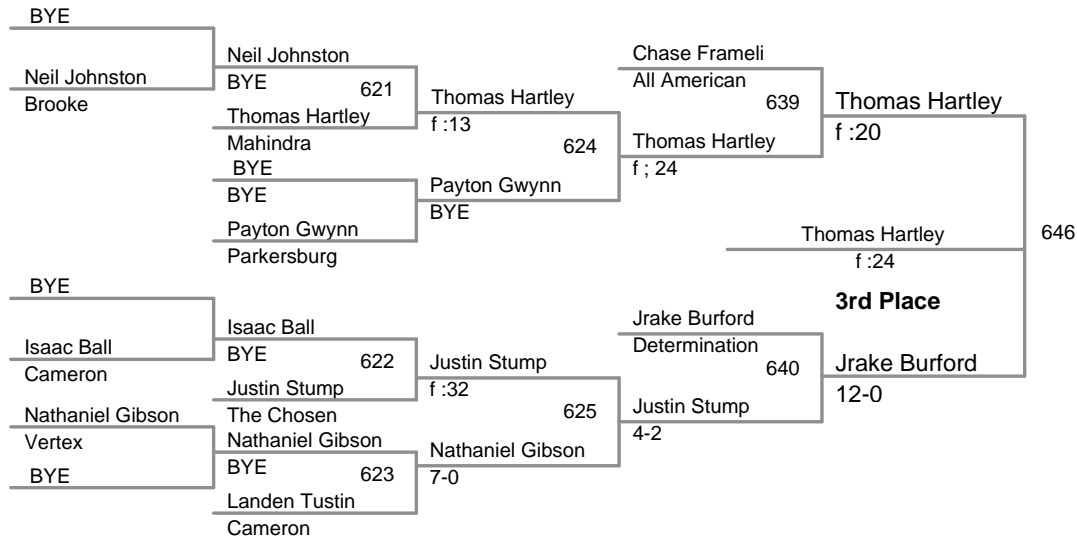 BYE
Neil Johnston
Brooke
Neil Johnston
BYE
621
Thomas Hartley
Mahindra
BYE
BYE
Payton Gwynn
Parkersburg
Thomas Hartley
f :13
624
Payton Gwynn
BYE
Chase Frameli
All American
639
Thomas Hartley
f ; 24
Thomas Hartley
f :20
Thomas Hartley
f :24
646
3rd Place
BYE
Isaac Ball
Cameron
Nathaniel Gibson
Vertex
BYE
Isaac Ball
BYE
622
Justin Stump
The Chosen
Nathaniel Gibson
BYE
623
Landen Tustin
Cameron
Justin Stump
f :32
625
Nathaniel Gibson
7-0
Jrake Burford
Determination
640
Justin Stump
4-2
Jrake Burford
12-0